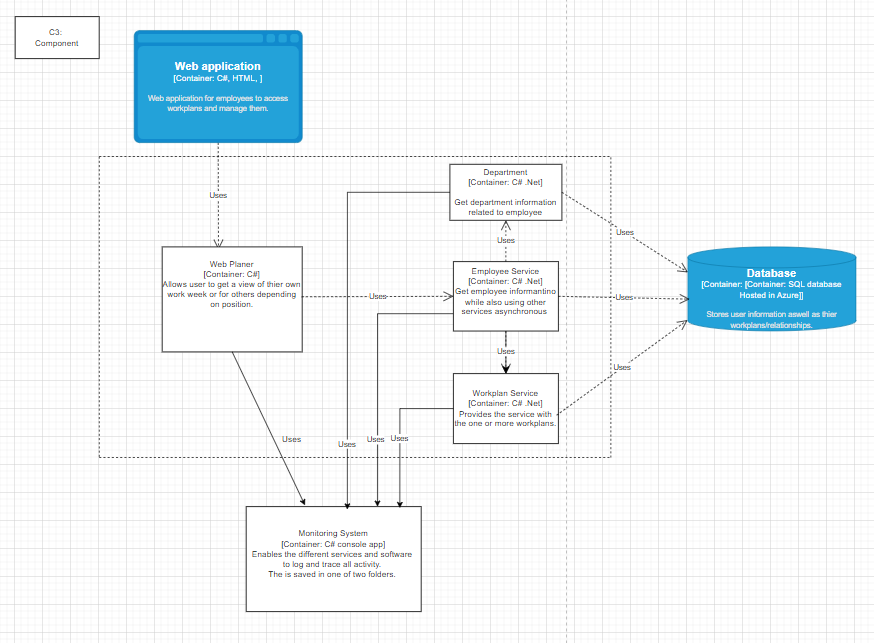 C3:
Component
Web application
[Container: C#, HTML, ]
Web application for employees to access
workplans and manage them.
Uses
Department
[Container: C# .Net]
Get department information
related to employee
Uses
Uses
Web Planer
[Container: C#]
Allows user to get a view of thier own
work week or for others depending
on position.
Uses
Employee Service
[Container: C# .Net]
Get employee informantino
while also using other
services asynchronous
Uses
Database
[Container: [Container: SQL database
Hosted in Azure]]
Stores user information aswell as thier
workplans/relationships.
Uses
Uses
Workplan Service
[Container: C# .Net]
Provides the service with
the one or more workplans.
Uses
Uses
Uses
Uses
Monitoring System
[Container: C# console app]
Enables the different services and software
to log and trace all activity.
The is saved in one of two folders.